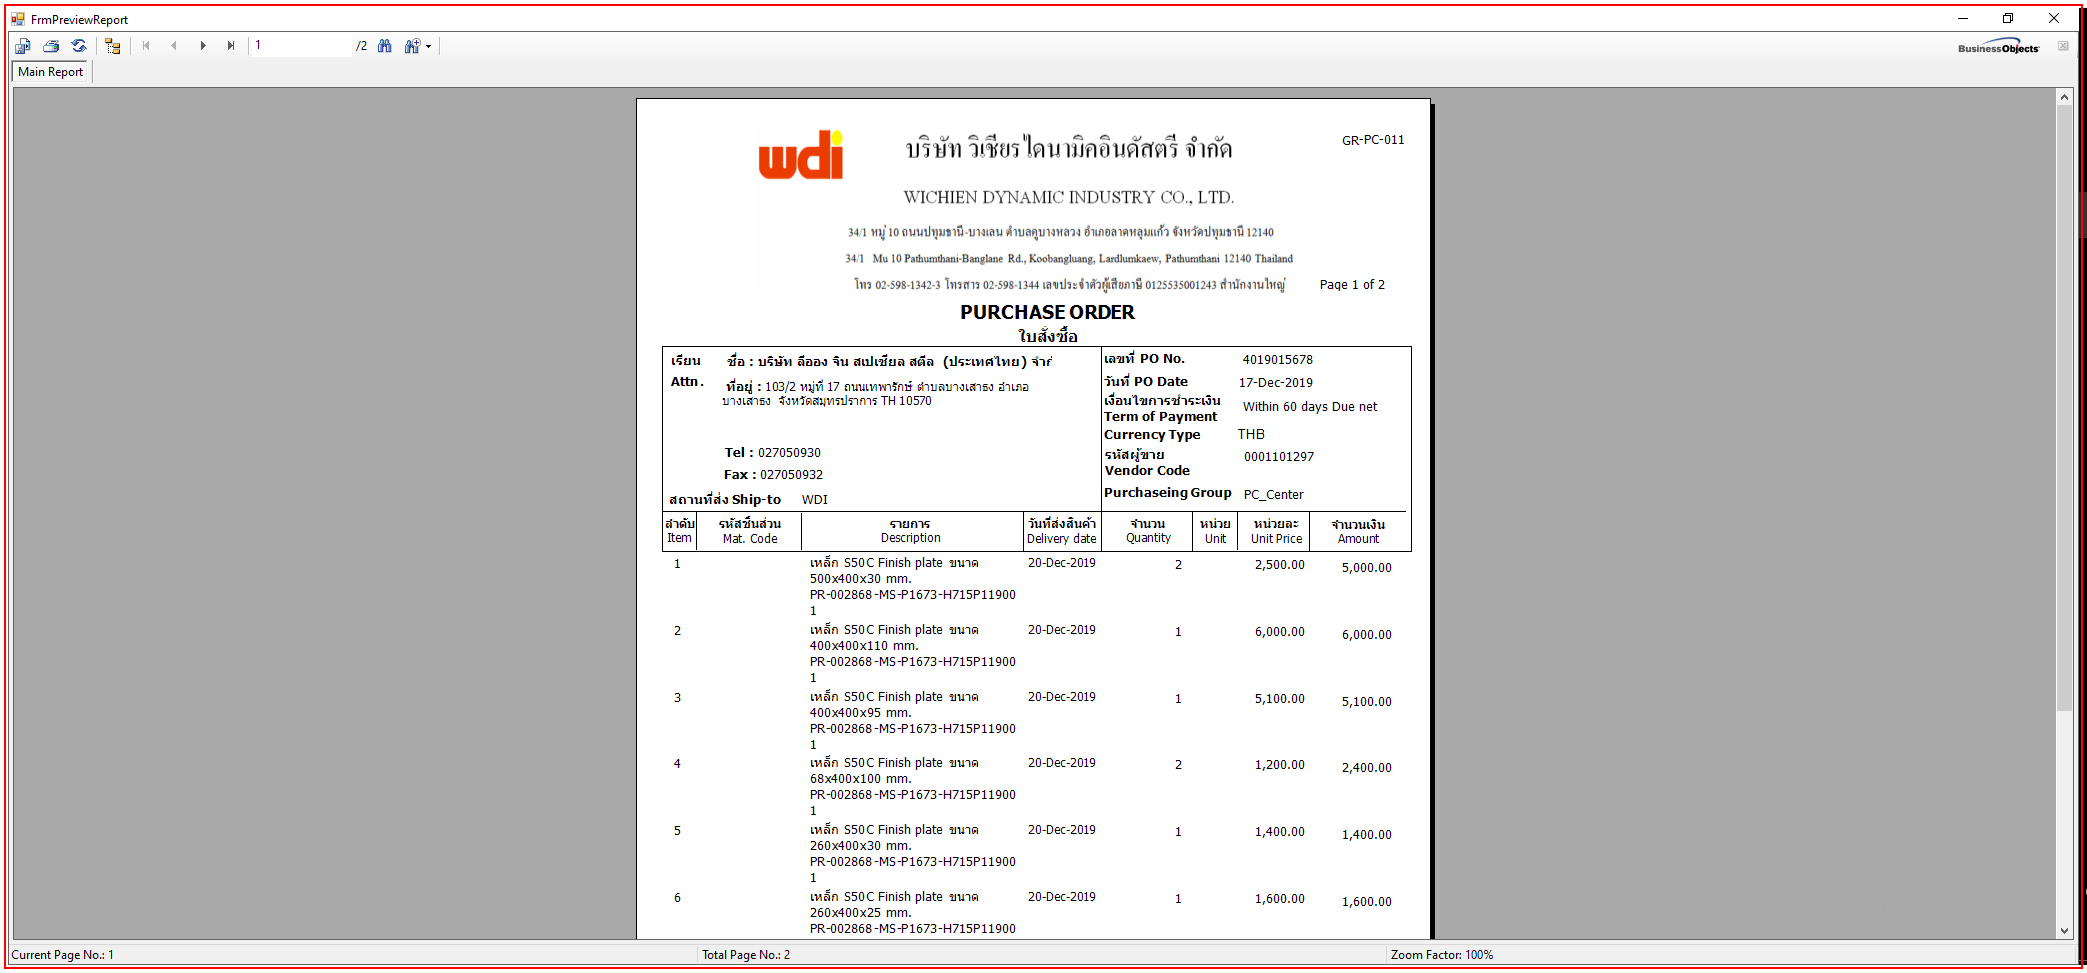 FrmPreviewReport
1 /2
BusinessObjects
Main Report
wdi
บริษัท วิเชียรไดนามิคอินดัสตรี จำกัด
GR-PC-011
WICHIEN DYNAMIC INDUSTRY CO., LTD.
34/1 หมู่ 10 ถนนปทุมธานี-บางเลน ตำบลคูบางหลวง อำเภอลาดหลุมแก้ว จังหวัดปทุมธานี 12140
34/1 Mu 10 Pathumthani-Banglane Rd., Koobangluang, Lardlumkaew, Pathumthani 12140 Thailand
โทร 02-598-1342-3 โทรสาร 02-598-1344 เลขประจำตัวผู้เสียภาษี 0125535001243 สำนักงานใหญ่
Page 1 of 2
PURCHASE ORDER
ใบสั่งซื้อ
เรียน ชื่อ : บริษัท ลีออง จิน สเปเชียล สตีล (ประเทศไทย) จำก
Attn. ที่อยู่ : 103/2 หมู่ที่ 17 ถนนเทพารักษ์ ตำบลบางเสาธง อำเภอ
บางเสาธง จังหวัดสมุทรปราการ TH 10570
Tel : 027050930
Fax : 027050932
สถานที่ส่ง Ship-to WDI
เลขที่ PO No. 4019015678
วันที่ PO Date 17-Dec-2019
เงื่อนไขการชำระเงิน
Term of Payment Within 60 days Due net
Currency Type THB
รหัสผู้ขาย
Vendor Code 0001101297
Purchaseing Group PC_Center
ลำดับ รหัสชิ้นส่วน รายการ วันที่ส่งสินค้า จำนวน หน่วย หน่วยละ จำนวนเงิน
Item Mat. Code Description Delivery date Quantity Unit Unit Price Amount
1 เหล็ก S50C Finish plate ขนาด 20-Dec-2019 2 2,500.00 5,000.00
500x400x30 mm.
PR-002868-MS-P1673-H715P11900
1
2 เหล็ก S50C Finish plate ขนาด 20-Dec-2019 1 6,000.00 6,000.00
400x400x110 mm.
PR-002868-MS-P1673-H715P11900
1
3 เหล็ก S50C Finish plate ขนาด 20-Dec-2019 1 5,100.00 5,100.00
400x400x95 mm.
PR-002868-MS-P1673-H715P11900
1
4 เหล็ก S50C Finish plate ขนาด 20-Dec-2019 2 1,200.00 2,400.00
68x400x100 mm.
PR-002868-MS-P1673-H715P11900
1
5 เหล็ก S50C Finish plate ขนาด 20-Dec-2019 1 1,400.00 1,400.00
260x400x30 mm.
PR-002868-MS-P1673-H715P11900
1
6 เหล็ก S50C Finish plate ขนาด 20-Dec-2019 1 1,600.00 1,600.00
260x400x25 mm.
PR-002868-MS-P1673-H715P11900
Current Page No.: 1 Total Page No.: 2 Zoom Factor: 100%